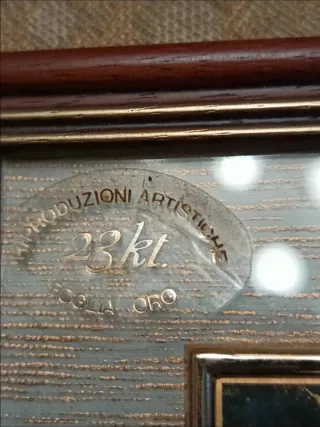 RIPRODUZIONI ARTISTICHE
23kt.
FOGLIA ORO